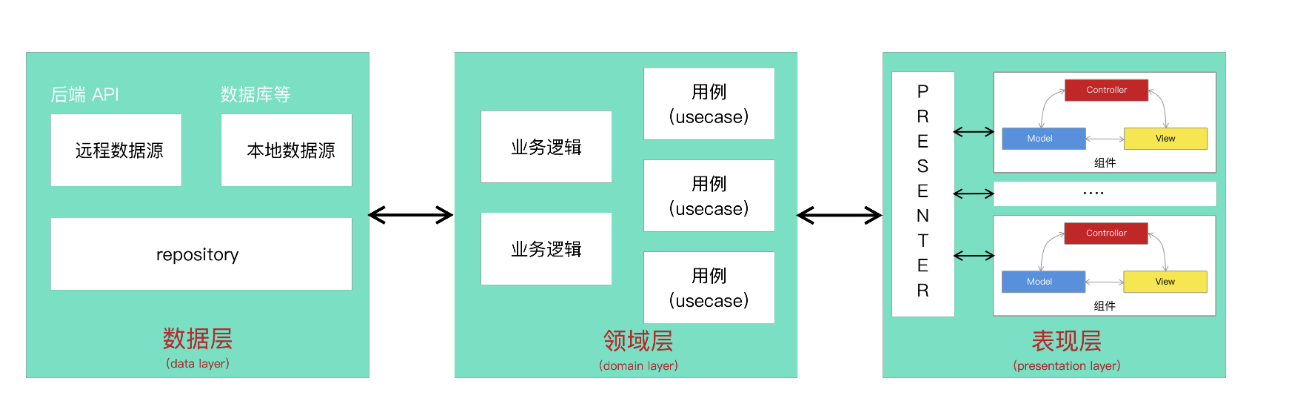 后端 API
数据库等
远程数据源
本地数据源
repository
数据层
(data layer)
业务逻辑
业务逻辑
用例
(usecase)
用例
(usecase)
用例
(usecase)
领域层
(domain layer)
P
R
E
S
E
N
T
E
R
Controller
Model
View
组件
....
Controller
Model
View
组件
表现层
(presentation layer)